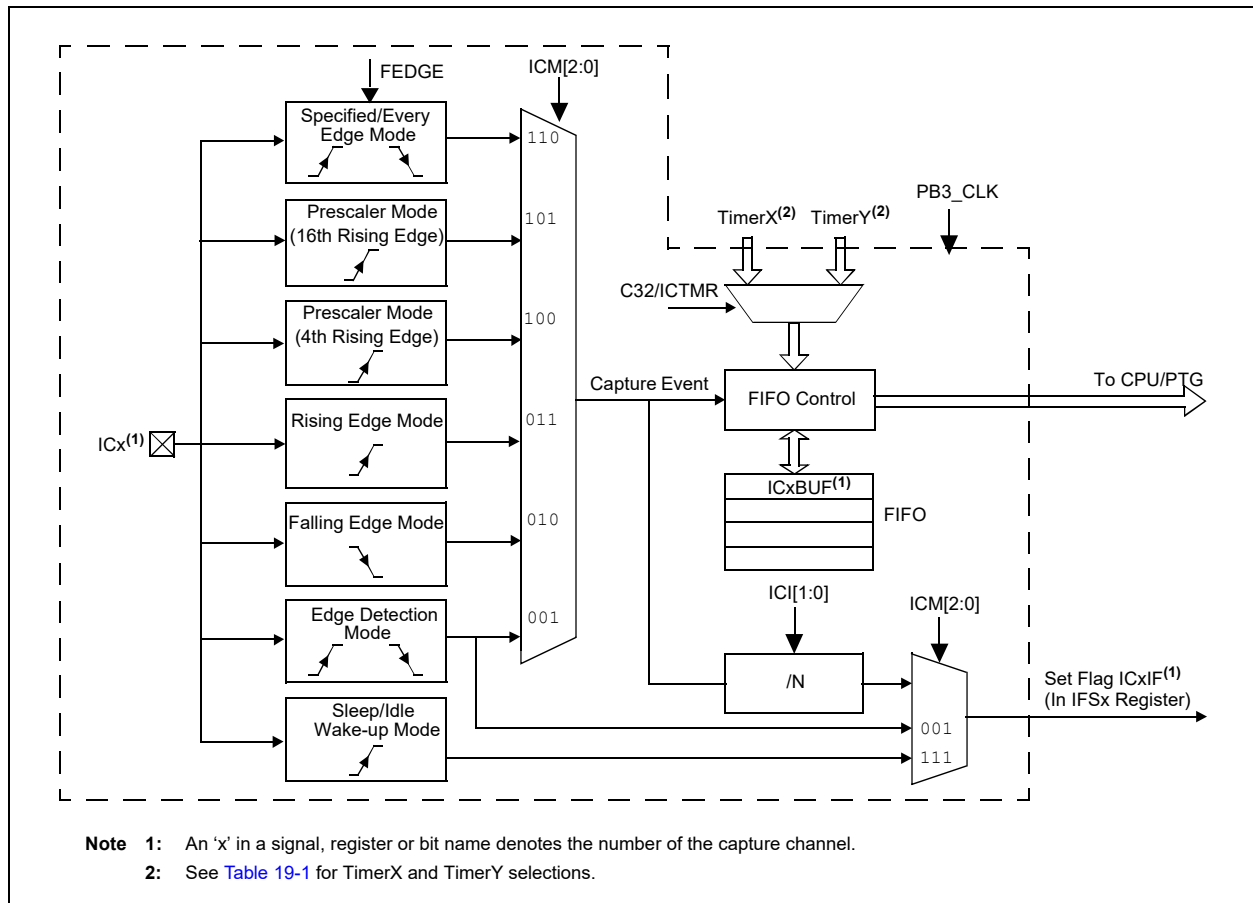 FEDGE
ICM[2:0]
Specified/Every
Edge Mode
110
Prescaler Mode
(16th Rising Edge)
101
Prescaler Mode
(4th Rising Edge)
100
Rising Edge Mode
011
ICx(1)
Falling Edge Mode
010
Edge Detection
Mode
001
Sleep/Idle
Wake-up Mode
PB3_CLK
TimerX(2)
TimerY(2)
C32/ICTMR
Capture Event
FIFO Control
To CPU/PTG
ICxBUF(1)
FIFO
ICI[1:0]
ICM[2:0]
/N
001
111
Set Flag ICxIF(1)
(In IFSx Register)
Note 1: An ‘x’ in a signal, register or bit name denotes the number of the capture channel.
2: See Table 19-1 for TimerX and TimerY selections.